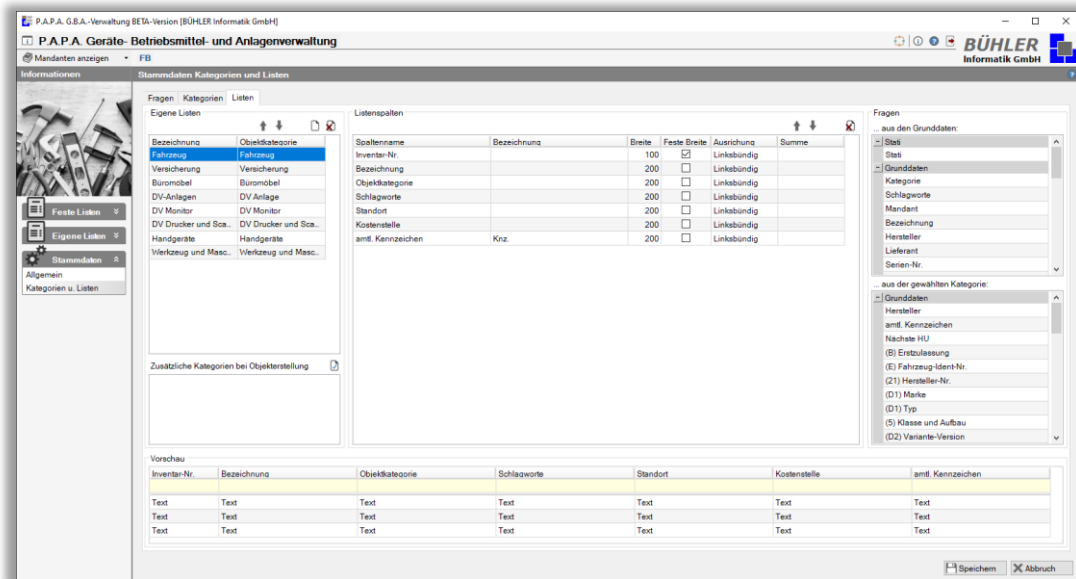 P.A.P.A. G.B.A.-Verwaltung BETA-Version [BÜHLER Informatik GmbH]
P.A.P.A. Geräte- Betriebsmittel- und Anlagenverwaltung
BÜHLER
Informatik GmbH
Mandanten anzeigen FB
Informationen Stammdaten Kategorien und Listen
Fragen Kategorien Listen
Eigene Listen Listenspalten Fragen
... aus den Grunddaten:
Bezeichnung Objektkategorie
Fahrzeug Fahrzeug
Versicherung Versicherung
Büromöbel Büromöbel
DV-Anlagen DV Anlage
DV Monitor DV Monitor
DV Drucker und Sca.. DV Drucker und Sca..
Handgeräte Handgeräte
Werkzeug und Masc.. Werkzeug und Masc..
Spaltenname Bezeichnung Breite Feste Breite Ausrichung Summe
Inventar-Nr. 100 Linksbündig
Bezeichnung 200 Linksbündig
Objektkategorie 200 Linksbündig
Schlagworte 200 Linksbündig
Standort 200 Linksbündig
Kostenstelle 200 Linksbündig
amtl. Kennzeichen Knz. 200 Linksbündig
Stati
Stati
Grunddaten
Kategorie
Schlagworte
Mandant
Bezeichnung
Hersteller
Lieferant
Serien-Nr.
... aus der gewählten Kategorie:
Grunddaten
Hersteller
amtl. Kennzeichen
Nächste HU
(B) Erstzulassung
(E) Fahrzeug-Ident-Nr.
(21) Hersteller-Nr.
(D1) Marke
(D1) Typ
(5) Klasse und Aufbau
(D2) Variante-Version
Feste Listen
Eigene Listen
Stammdaten
Allgemein
Kategorien u. Listen
Zusätzliche Kategorien bei Objekterstellung
Vorschau
Inventar-Nr. Bezeichnung Objektkategorie Schlagworte Standort Kostenstelle amtl. Kennzeichen
Text Text Text Text Text Text Text
Text Text Text Text Text Text Text
Text Text Text Text Text Text Text
Speichern Abbruch